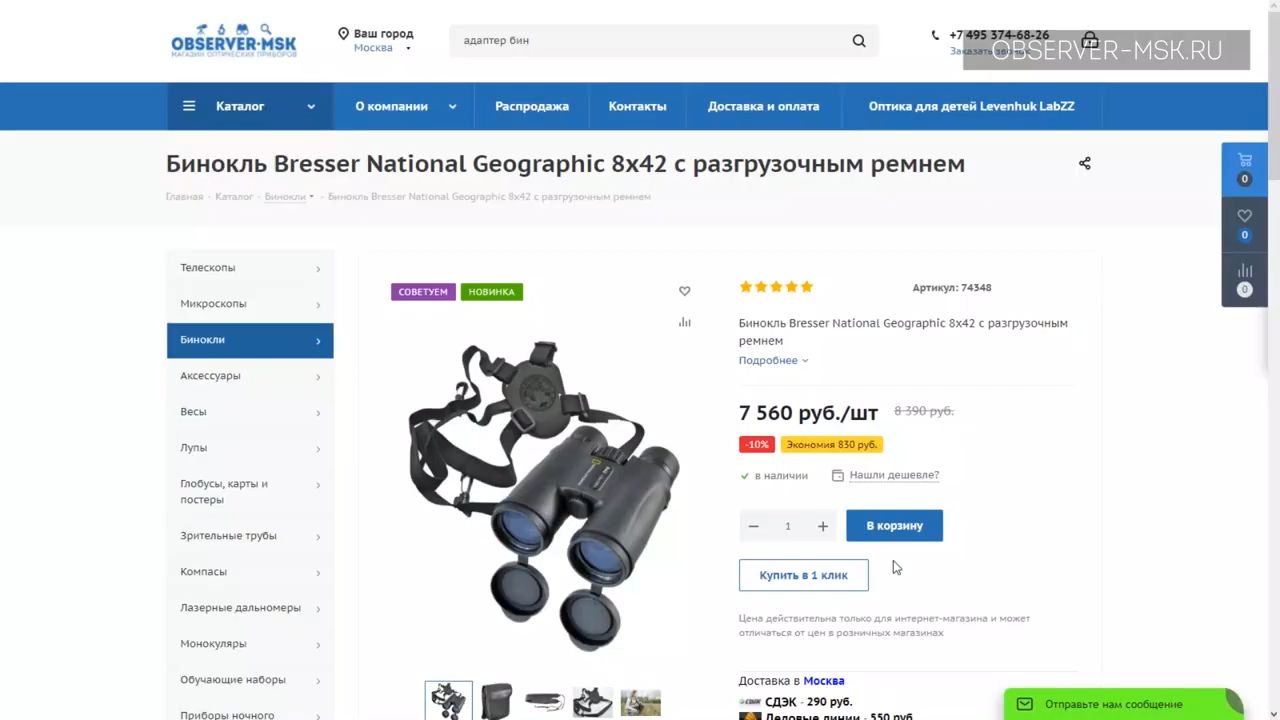 OBSERVER-MSK
МАГАЗИН ОПТИЧЕСКИХ ПРИБОРОВ
Ваш город
Москва
адаптер бин
+7 495 374-68-26
Заказать звонок
OBSERVER-MSK.RU
Каталог
О компании
Распродажа
Контакты
Доставка и оплата
Оптика для детей Levenhuk LabZZ
Бинокль Bresser National Geographic 8x42 с разгрузочным ремнем
Главная - Каталог - Бинокли - Бинокль Bresser National Geographic 8x42 с разгрузочным ремнем
0
0
0
Телескопы
Микроскопы
Бинокли
Аксессуары
Весы
Лупы
Глобусы, карты и
постеры
Зрительные трубы
Компасы
Лазерные дальномеры
Монокуляры
Обучающие наборы
Приборы ночного
СОВЕТУЕМ
НОВИНКА
Артикул: 74348
Бинокль Bresser National Geographic 8x42 с разгрузочным
ремнем
Подробнее
7 560 руб./шт
8 390 руб.
-10%
Экономия 830 руб.
в наличии
Нашли дешевле?
− 1 +
В корзину
Купить в 1 клик
Цена действительна только для интернет-магазина и может
отличаться от цен в розничных магазинах
Доставка в Москва
СДЭК - 290 руб.
Деловые линии - 550 руб.
Отправьте нам сообщение